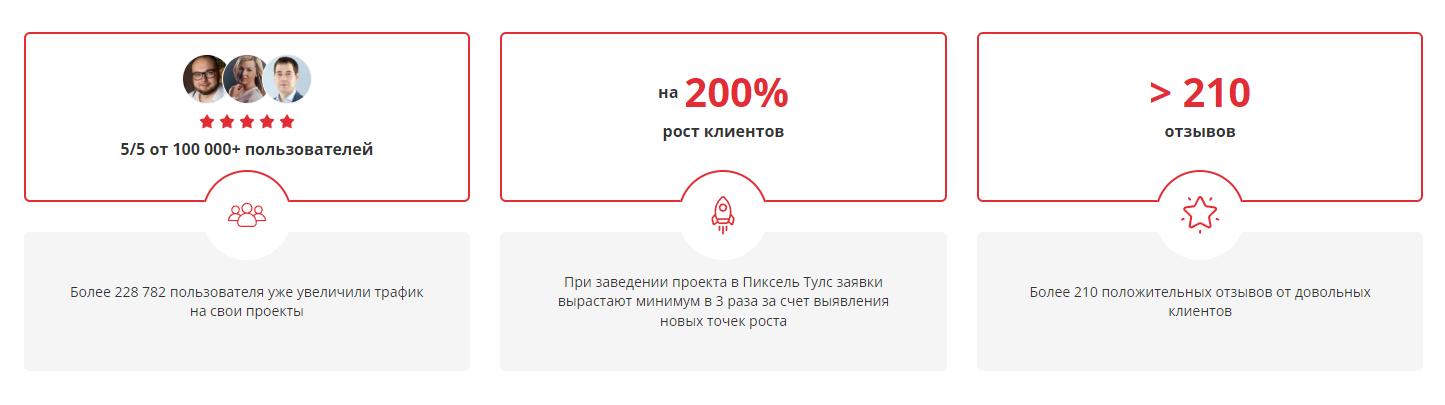 5/5 от 100 000+ пользователей
Более 228 782 пользователя уже увеличили трафик
на свои проекты
на 200%
рост клиентов
При заведении проекта в Пиксель Тулс заявки
вырастают минимум в 3 раза за счет выявления
новых точек роста
> 210
отзывов
Более 210 положительных отзывов от довольных
клиентов